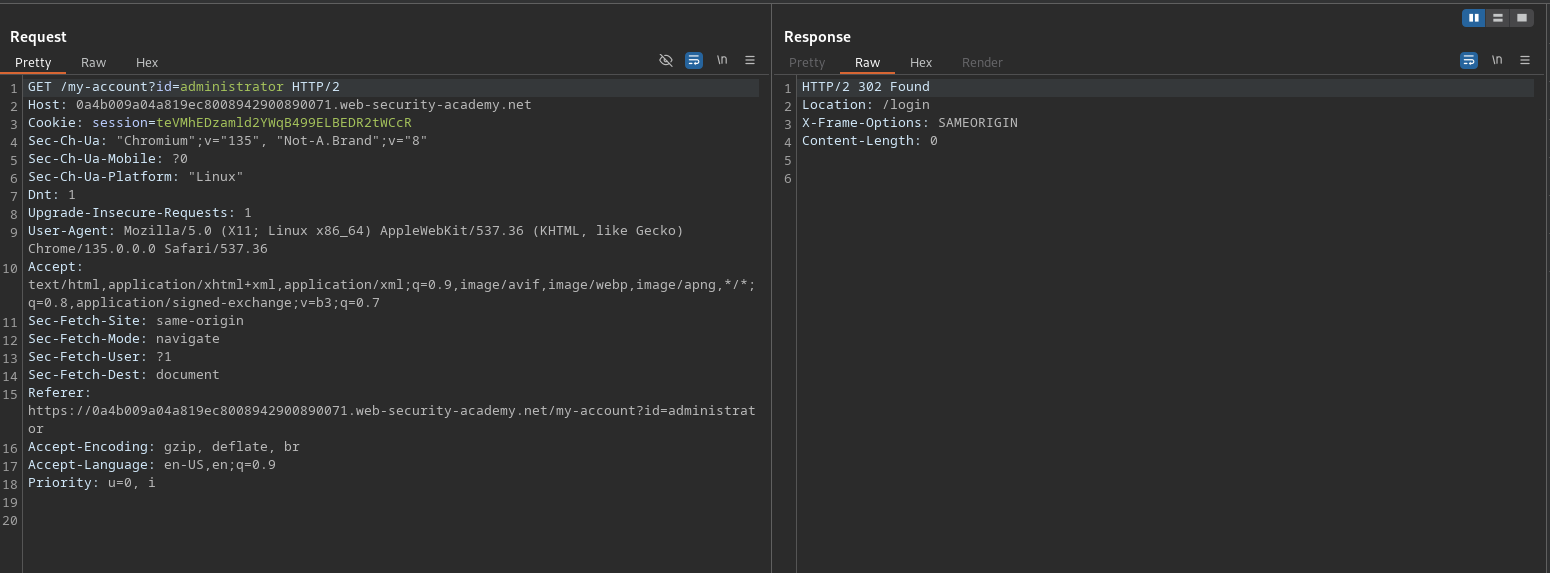 Request
Pretty Raw Hex \n
1 GET /my-account?id=administrator HTTP/2
2 Host: 0a4b009a04a819ec8008942900890071.web-security-academy.net
3 Cookie: session=teVMhEDzamld2YWqB499ELBEDR2tWCcR
4 Sec-Ch-Ua: "Chromium";v="135", "Not-A.Brand";v="8"
5 Sec-Ch-Ua-Mobile: ?0
6 Sec-Ch-Ua-Platform: "Linux"
7 Dnt: 1
8 Upgrade-Insecure-Requests: 1
9 User-Agent: Mozilla/5.0 (X11; Linux x86_64) AppleWebKit/537.36 (KHTML, like Gecko)
Chrome/135.0.0.0 Safari/537.36
10 Accept:
text/html,application/xhtml+xml,application/xml;q=0.9,image/avif,image/webp,image/apng,*/*;
q=0.8,application/signed-exchange;v=b3;q=0.7
11 Sec-Fetch-Site: same-origin
12 Sec-Fetch-Mode: navigate
13 Sec-Fetch-User: ?1
14 Sec-Fetch-Dest: document
15 Referer:
https://0a4b009a04a819ec8008942900890071.web-security-academy.net/my-account?id=administrat
or
16 Accept-Encoding: gzip, deflate, br
17 Accept-Language: en-US,en;q=0.9
18 Priority: u=0, i
19
20
Response
Pretty Raw Hex Render \n
1 HTTP/2 302 Found
2 Location: /login
3 X-Frame-Options: SAMEORIGIN
4 Content-Length: 0
5
6